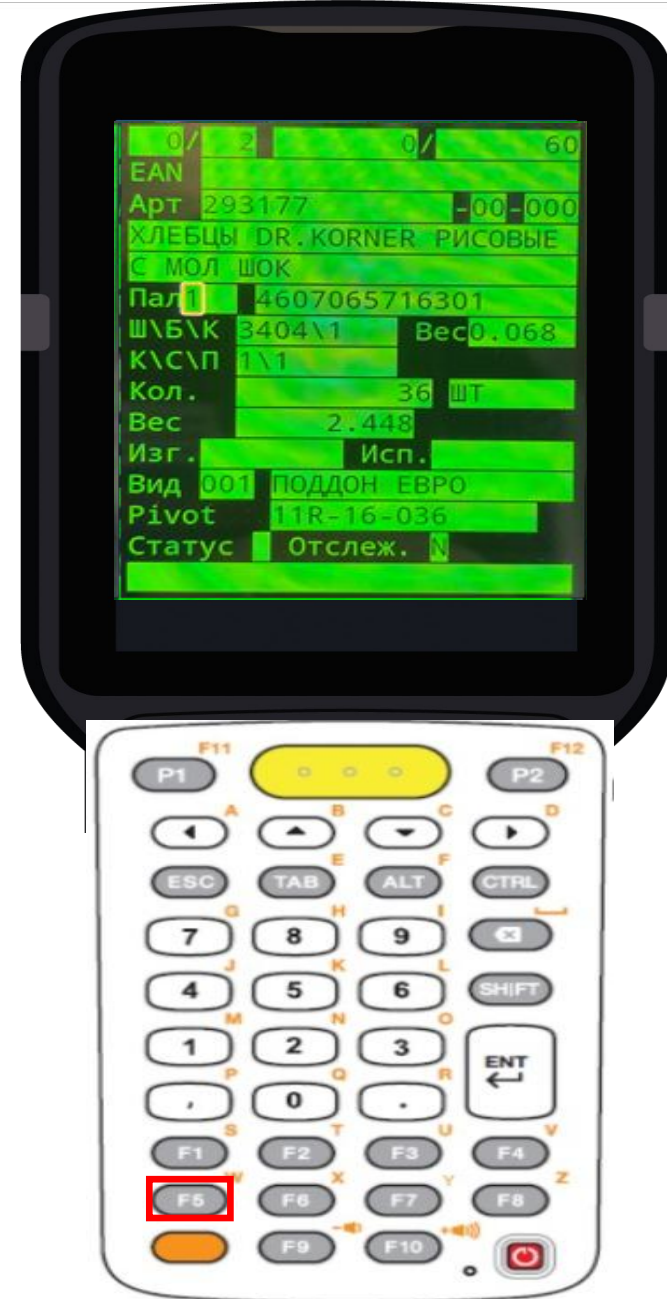 0/ 2 0/ 60
EAN
Арт 293177 -00-000
ХЛЕБЦЫ DR.KORNER РИСОВЫЕ
С МОЛ ШОК
Пал 1 4607065716301
Ш\Б\К 3404\1 Вес 0.068
К\С\П 1\1
Кол. 36 ШТ
Вес 2.448
Изг. Исп.
Вид 001 ПОДДОН ЕВРО
Pivot 11R-16-036
Статус Отслеж. N
F11 F12
P1 P2
A B C D
E F
ESC TAB ALT CTRL
G H I
7 8 9
J K L
4 5 6 SHIFT
M N O
1 2 3 ENT
P Q R
, 0 .
S T U V
F1 F2 F3 F4
W X Y Z
F5 F6 F7 F8
F9 F10